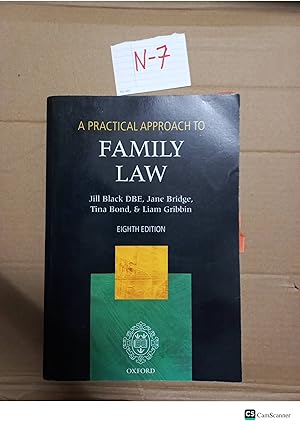 N-7
A PRACTICAL APPROACH TO
FAMILY
LAW
Jill Black DBE, Jane Bridge,
Tina Bond, & Liam Gribbin
EIGHTH EDITION
OXFORD
CS CamScanner